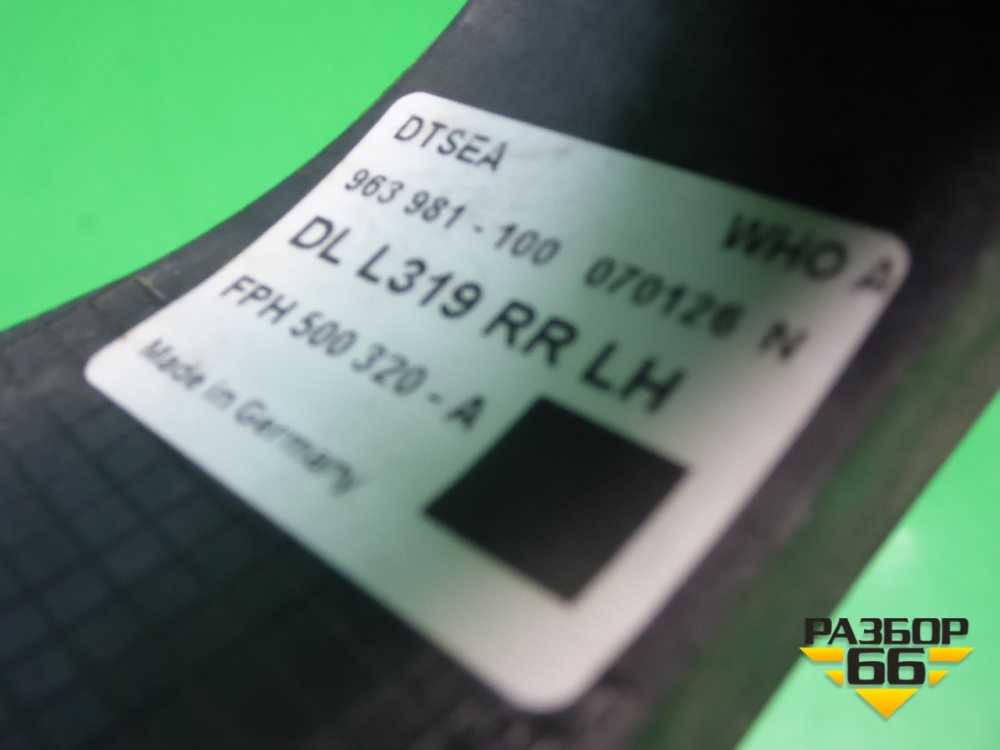 DTSEA
WHO A
963 981 - 100 070126 N
DL L319 RR LH
FPH 500 320 - A
Made in Germany
РАЗБОР
66